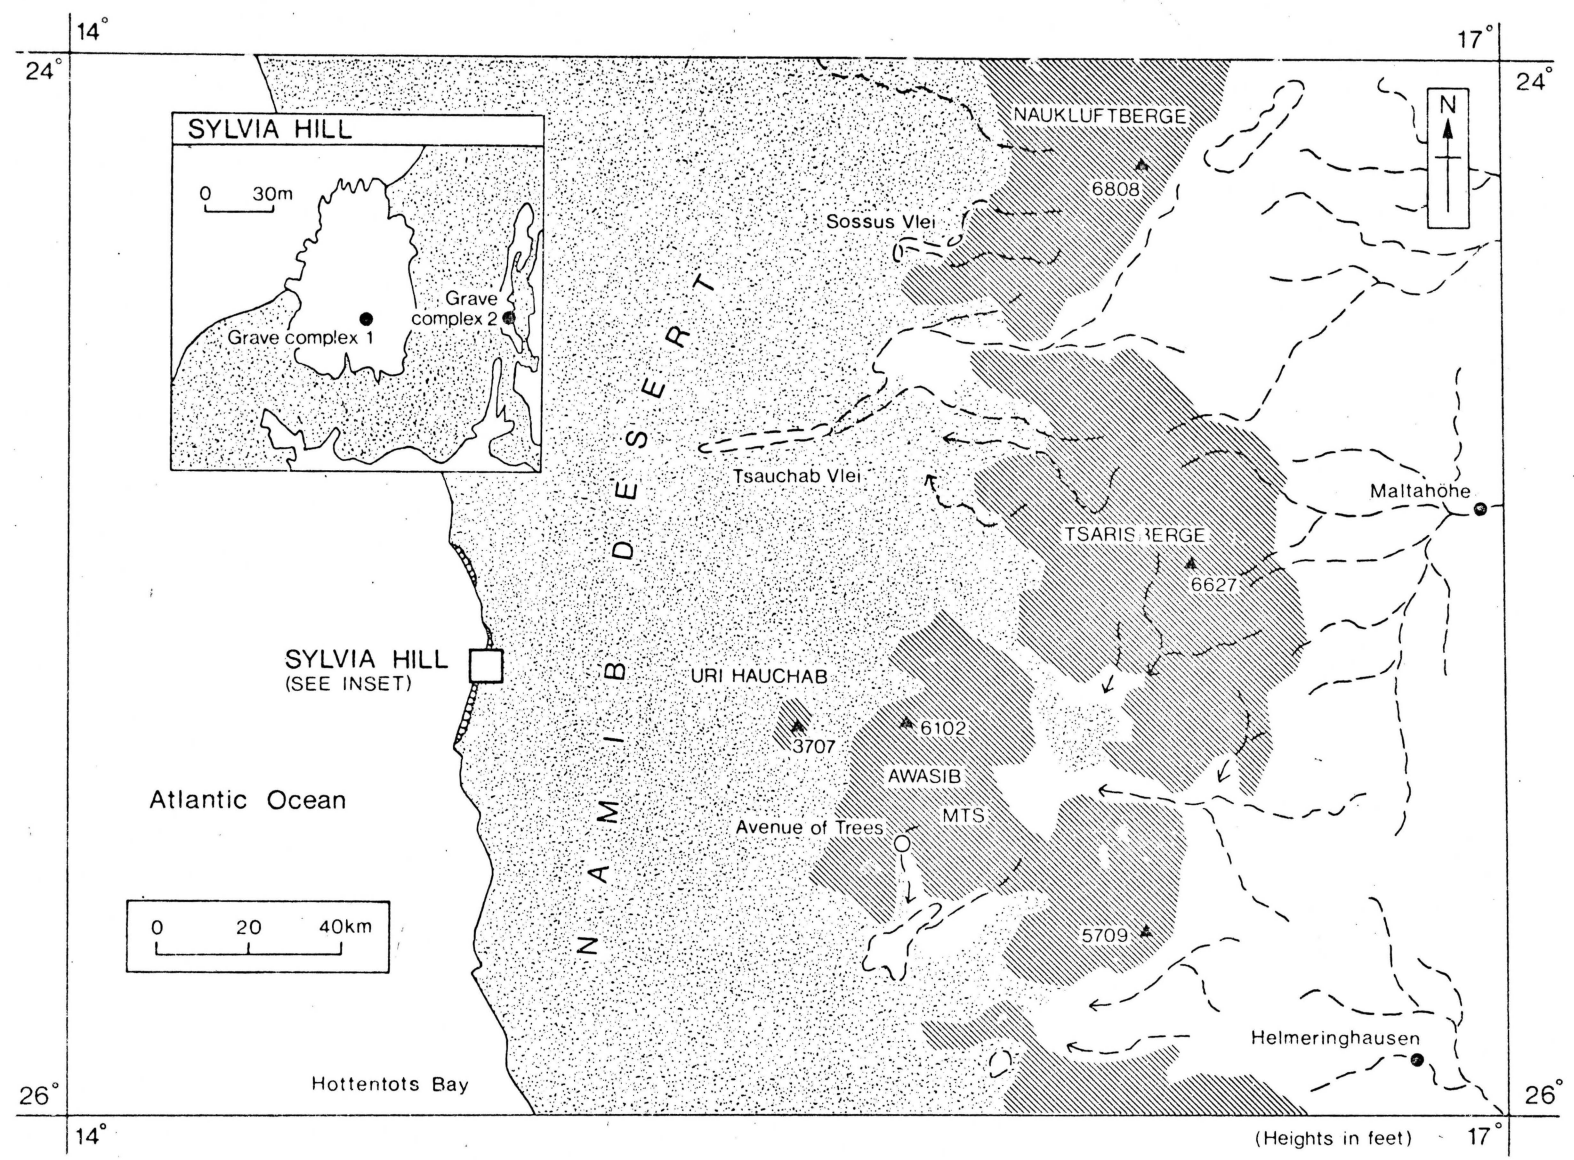 14°
17°
24°
24°
N
SYLVIA HILL
0 30m
Grave
complex 2
Grave complex 1
NAUKLUFTBERGE
6808
Sossus Vlei
NAMIB DESERT
Tsauchab Vlei
Maltahöhe
TSARISBERGE
6627
SYLVIA HILL
(SEE INSET)
URI HAUCHAB
3707
6102
AWASIB
MTS
Atlantic Ocean
Avenue of Trees
0 20 40km
5709
Helmeringhausen
Hottentots Bay
26°
26°
14°
(Heights in feet)
17°